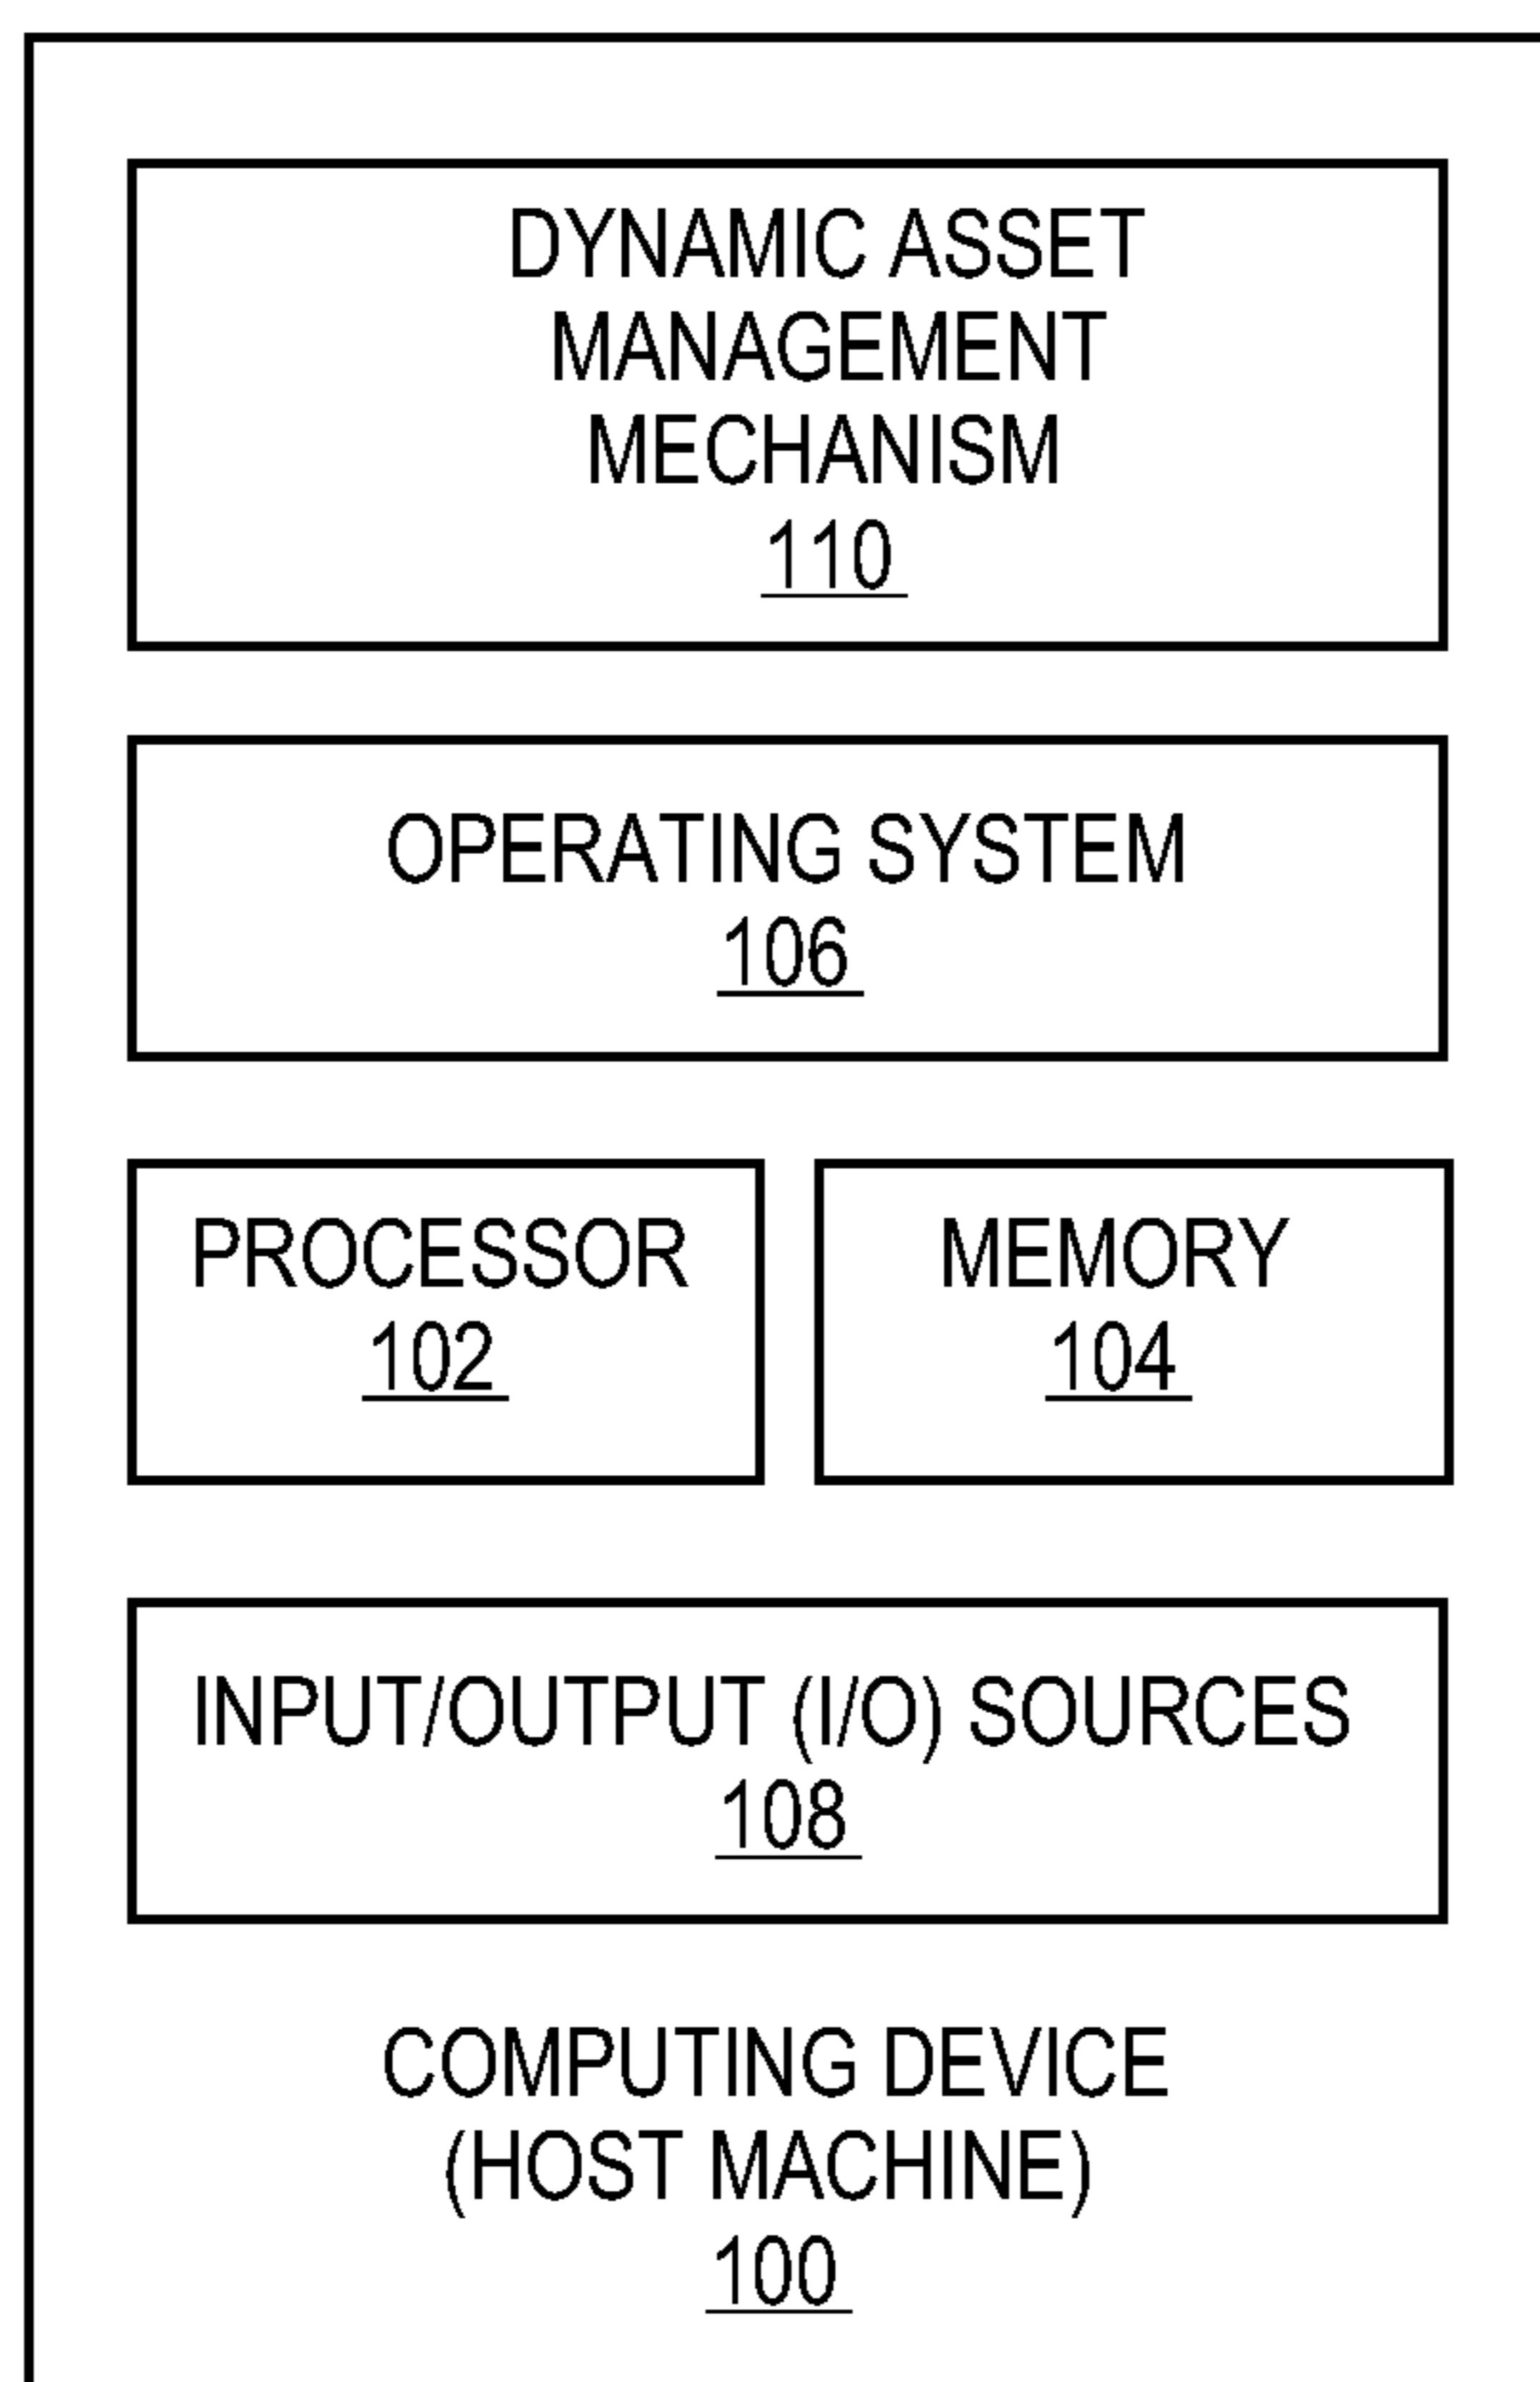 DYNAMIC ASSET
MANAGEMENT
MECHANISM
110
OPERATING SYSTEM
106
PROCESSOR
102
MEMORY
104
INPUT/OUTPUT (I/O) SOURCES
108
COMPUTING DEVICE
(HOST MACHINE)
100